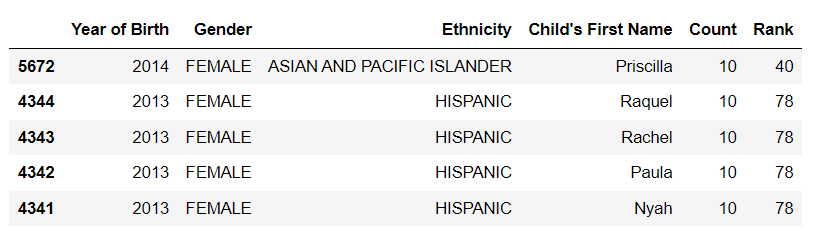 Year of Birth Gender Ethnicity Child's First Name Count Rank
5672 2014 FEMALE ASIAN AND PACIFIC ISLANDER Priscilla 10 40
4344 2013 FEMALE HISPANIC Raquel 10 78
4343 2013 FEMALE HISPANIC Rachel 10 78
4342 2013 FEMALE HISPANIC Paula 10 78
4341 2013 FEMALE HISPANIC Nyah 10 78